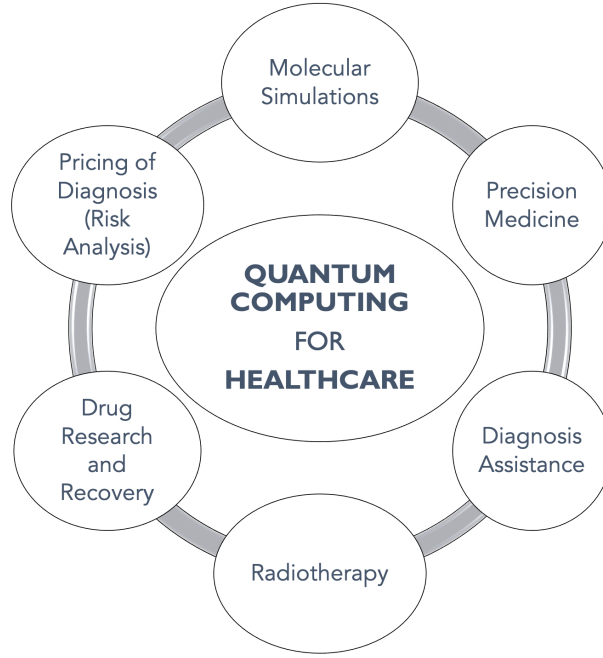 Molecular
Simulations
Pricing of
Diagnosis
(Risk
Analysis)
Precision
Medicine
QUANTUM
COMPUTING
FOR
HEALTHCARE
Drug
Research
and
Recovery
Diagnosis
Assistance
Radiotherapy